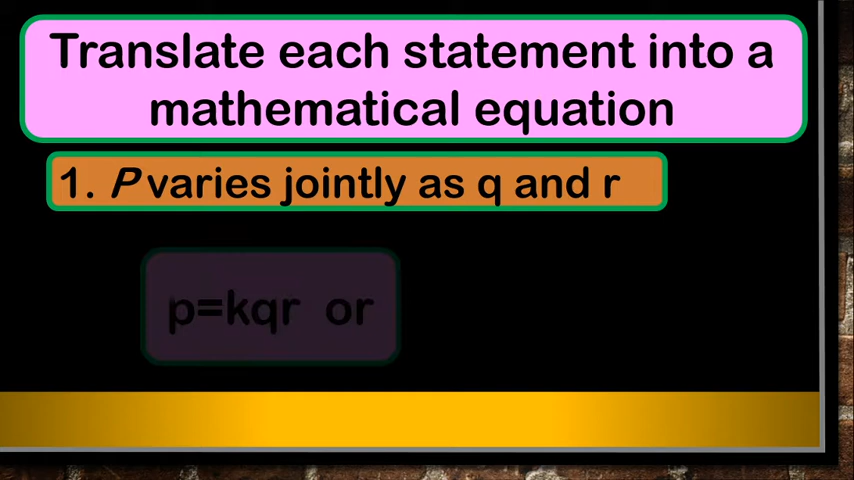 Translate each statement into a
mathematical equation
1. P varies jointly as q and r
p=kqr or